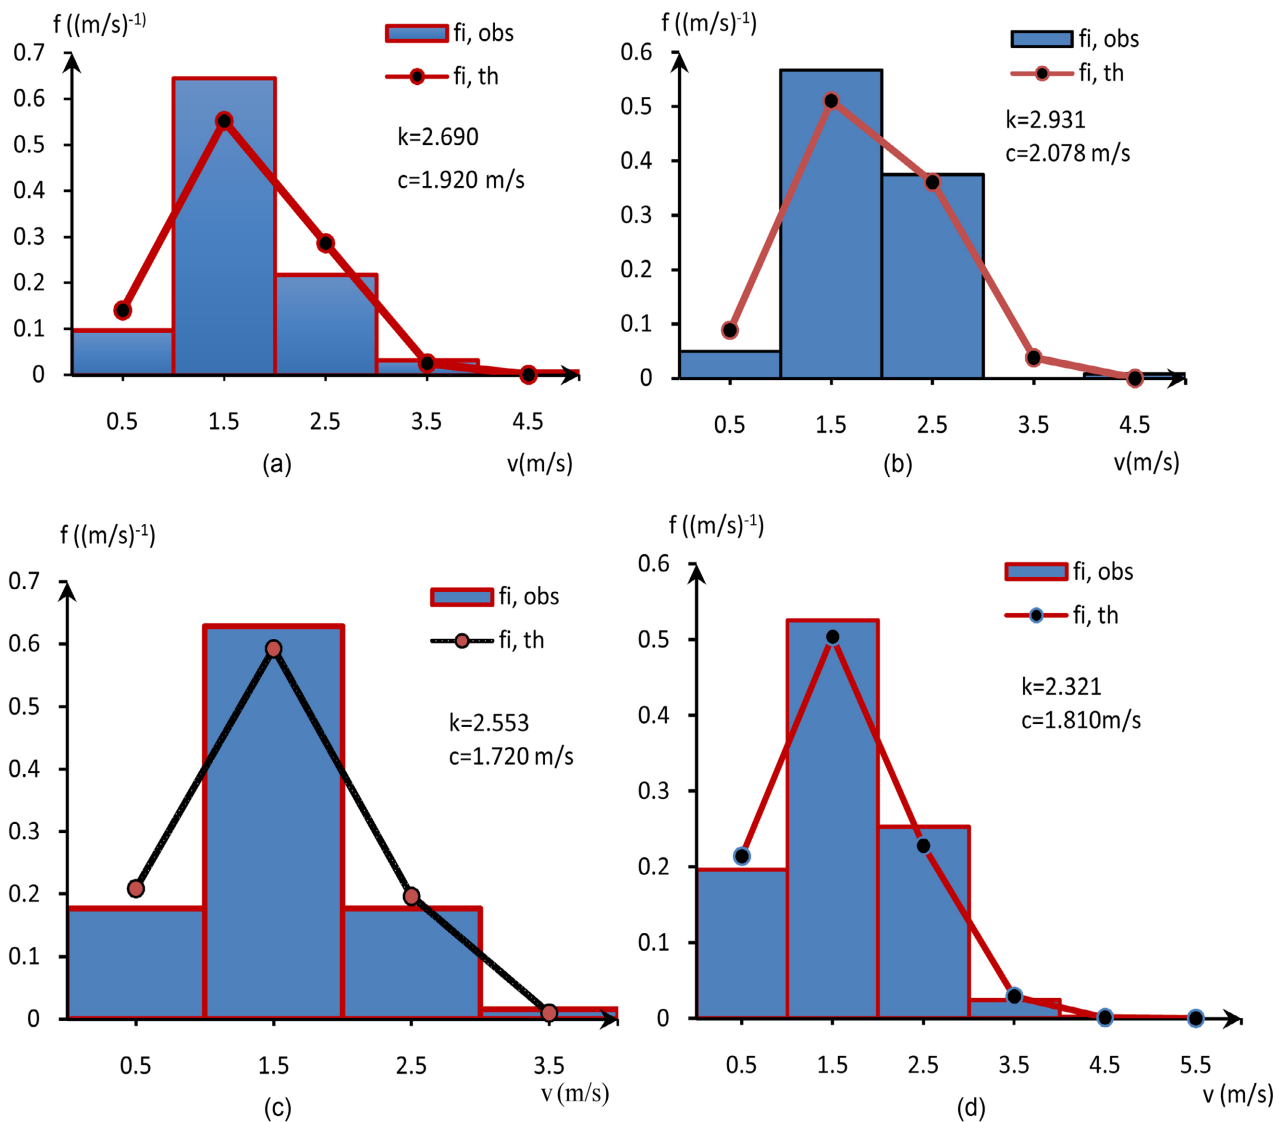 f ((m/s)-1)
fi, obs
fi, th
k=2.690
c=1.920 m/s
0.7
0.6
0.5
0.4
0.3
0.2
0.1
0
0.5 1.5 2.5 3.5 4.5
(a)
v(m/s)
f ((m/s)-1)
fi, obs
fi, th
k=2.931
c=2.078 m/s
0.6
0.5
0.4
0.3
0.2
0.1
0
0.5 1.5 2.5 3.5 4.5
(b)
v(m/s)
f ((m/s)-1)
fi, obs
fi, th
k=2.553
c=1.720 m/s
0.7
0.6
0.5
0.4
0.3
0.2
0.1
0
0.5 1.5 2.5 3.5
v (m/s)
(c)
f ((m/s)-1)
fi, obs
fi, th
k=2.321
c=1.810m/s
0.6
0.5
0.4
0.3
0.2
0.1
0
0.5 1.5 2.5 3.5 4.5 5.5
v (m/s)
(d)